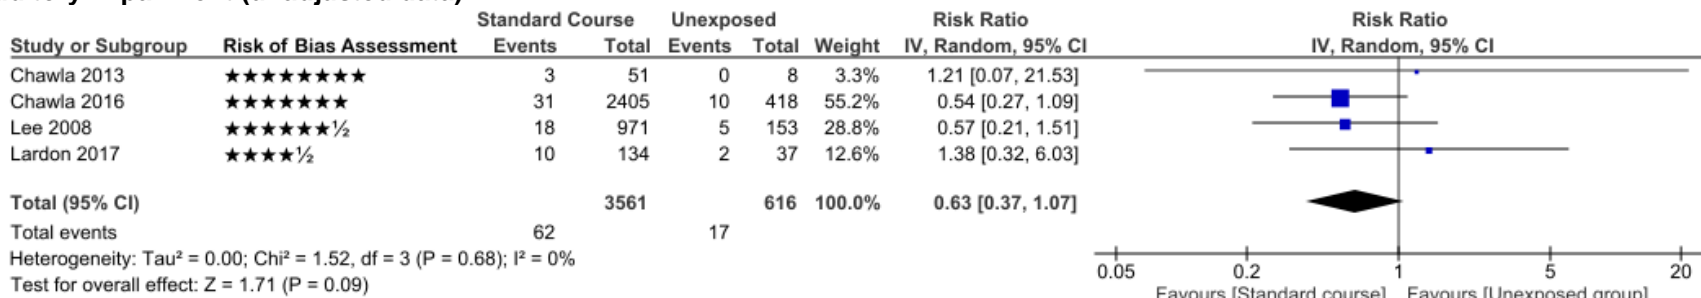 Standard Course Unexposed Risk Ratio Risk Ratio
Study or Subgroup Risk of Bias Assessment Events Total Events Total Weight IV, Random, 95% CI IV, Random, 95% CI
Chawla 2013 ★★★★★★★★ 3 51 0 8 3.3% 1.21 [0.07, 21.53]
Chawla 2016 ★★★★★★★ 31 2405 10 418 55.2% 0.54 [0.27, 1.09]
Lee 2008 ★★★★★★½ 18 971 5 153 28.8% 0.57 [0.21, 1.51]
Lardon 2017 ★★★★½ 10 134 2 37 12.6% 1.38 [0.32, 6.03]
Total (95% CI) 3561 616 100.0% 0.63 [0.37, 1.07]
Total events 62 17
Heterogeneity: Tau² = 0.00; Chi² = 1.52, df = 3 (P = 0.68); I² = 0%
Test for overall effect: Z = 1.71 (P = 0.09)
0.05 0.2 1 5 20
Favours [Standard course] Favours [Unexposed group]